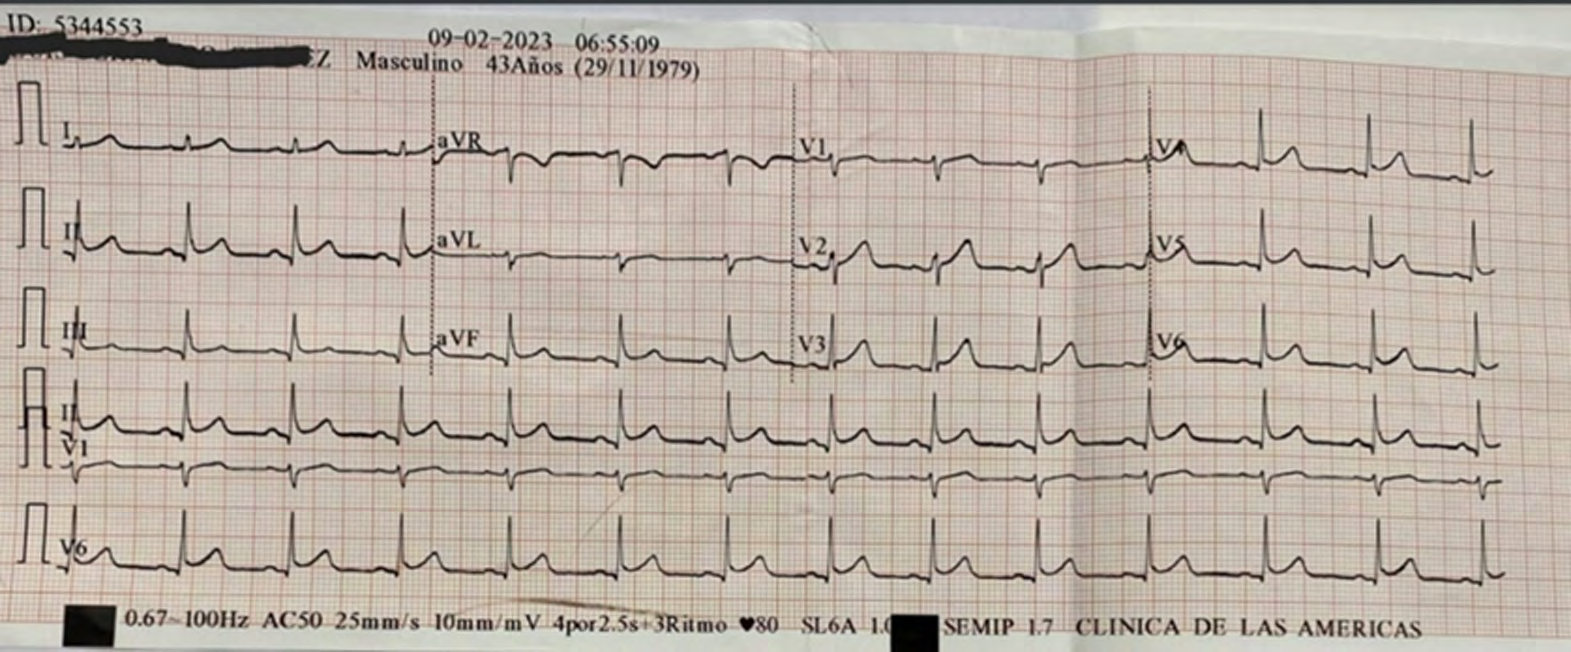 ID: 5344553
09-02-2023 06:55:09
EZ Masculino 43Años (29/11/1979)
I aVR V1 V4
II aVL V2 V5
III aVF V3 V6
II
V1
V6
0.67~100Hz AC50 25mm/s 10mm/mV 4por2.5s+3Ritmo ♥80 SL6A SEMIP 1.7 CLINICA DE LAS AMERICAS